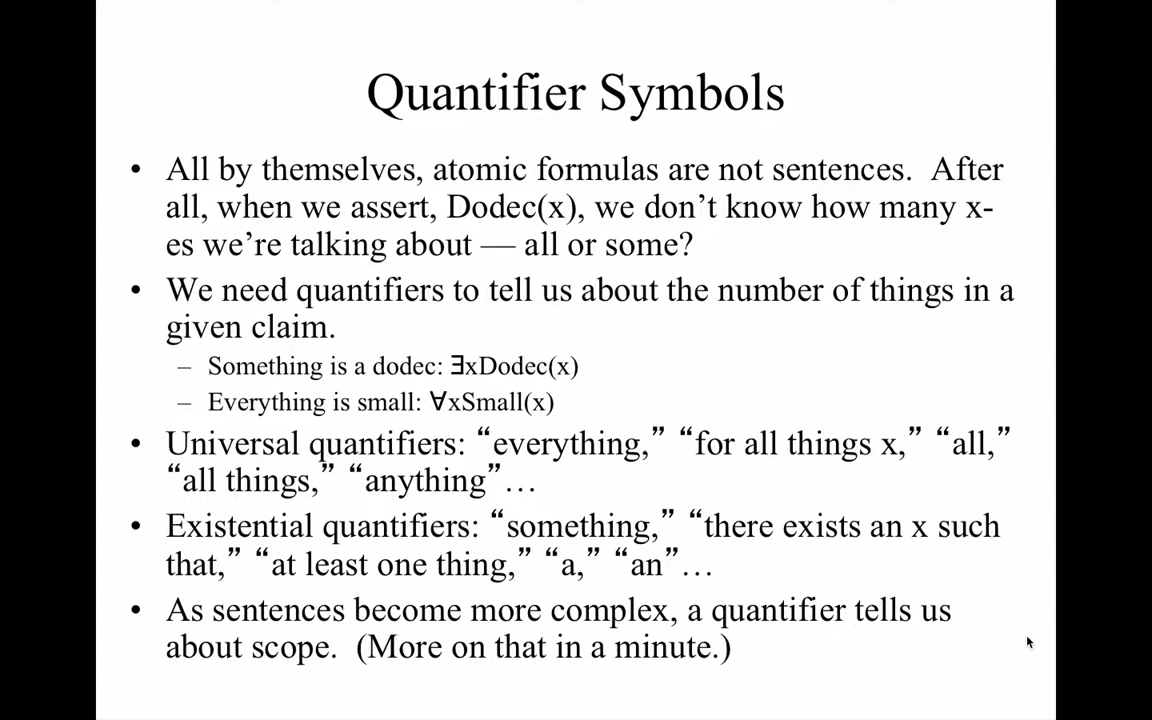 Quantifier Symbols
• All by themselves, atomic formulas are not sentences.  After
all, when we assert, Dodec(x), we don’t know how many x-
es we’re talking about — all or some?
• We need quantifiers to tell us about the number of things in a
given claim.
– Something is a dodec: ∃xDodec(x)
– Everything is small: ∀xSmall(x)
• Universal quantifiers: “everything,” “for all things x,” “all,”
“all things,” “anything”…
• Existential quantifiers: “something,” “there exists an x such
that,” “at least one thing,” “a,” “an”…
• As sentences become more complex, a quantifier tells us
about scope.  (More on that in a minute.)